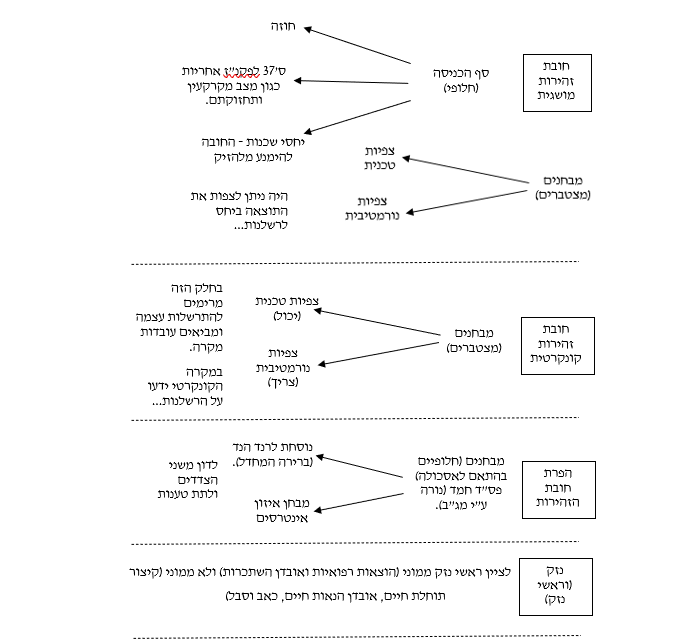 חובת
זהירות
מושגית
סף הכניסה
(חלופי)
חוזה
ס'37 לפקנ"ז אחריות
כגון מצב מקרקעין
ותחזוקתם.
יחסי שכנות - החובה
להימנע מלהזיק
מבחנים
(מצטברים)
צפיות
טכנית
צפיות
נורמטיבית
היה ניתן לצפות את
התוצאה ביחס
לרשלנות...
חובת
זהירות
קונקרטית
מבחנים
(מצטברים)
צפיות טכנית
(יכול)
צפיות
נורמטיבית
(צריך)
בחלק הזה
מרימים
להתרשלות עצמה
ומביאים עובדות
מקרה.
במקרה
הקונקרטי ידעו
על הרשלנות...
הפרת
חובת
הזהירות
מבחנים (חלופיים
בהתאם לאסכולה)
פס"ד חמד (נורה
ע"י מג"ב).
נוסחת לרנד הנד
(ברירה המחדל).
מבחן איזון
אינטרסים
לדון משני
הצדדים
ולתת טענות
נזק
(וראשי
נזק)
לציין ראשי נזק ממוני (הוצאות רפואיות ואובדן השתכרות) ולא ממוני (קיצור
תוחלת חיים, אובדן הנאות חיים, כאב וסבל)